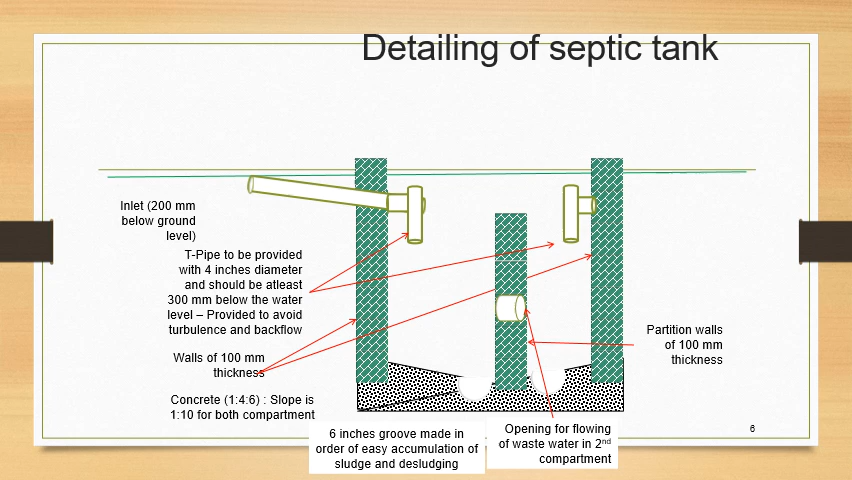 Detailing of septic tank
Inlet (200 mm
below ground
level)
T-Pipe to be provided
with 4 inches diameter
and should be atleast
300 mm below the water
level – Provided to avoid
turbulence and backflow
Walls of 100 mm
thickness
Concrete (1:4:6) : Slope is
1:10 for both compartment
6 inches groove made in
order of easy accumulation of
sludge and desludging
Opening for flowing
of waste water in 2nd
compartment
Partition walls
of 100 mm
thickness
6